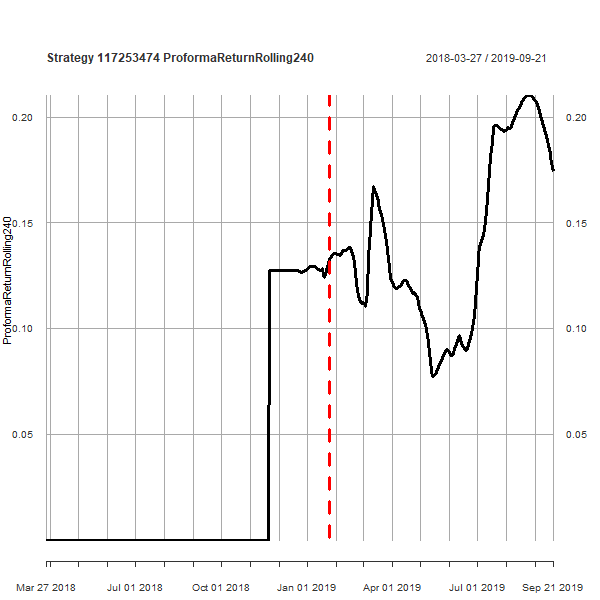 Strategy 117253474 ProformaReturnRolling240
2018-03-27 / 2019-09-21
ProformaReturnRolling240
0.20
0.20
0.15
0.15
0.10
0.10
0.05
0.05
Mar 27 2018
Jul 01 2018
Oct 01 2018
Jan 01 2019
Apr 01 2019
Jul 01 2019
Sep 21 2019